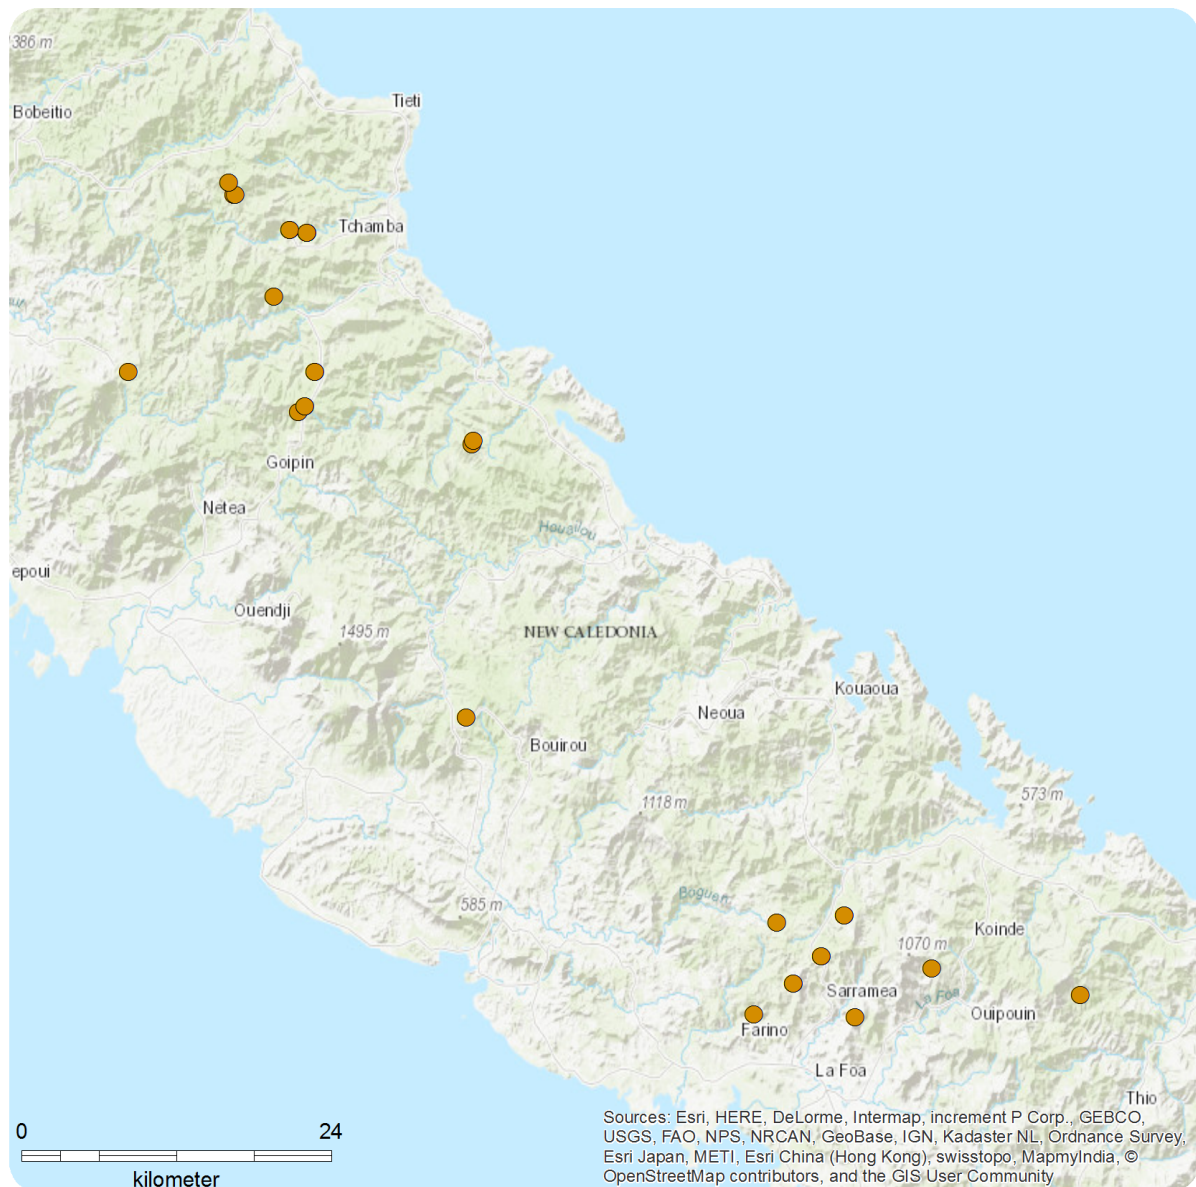 386 m
Tieti
Bobeitio
Tchamba
Goipin
Netea
Houailou
epoui
Ouendji
1495 m
NEW CALEDONIA
Kouaoua
Neoua
Bouirou
573 m
1118 m
Boguen
585 m
Koinde
1070 m
Sarramea
La Foa
Ouipouin
Farino
La Foa
Thio
0 24
kilometer
Sources: Esri, HERE, DeLorme, Intermap, increment P Corp., GEBCO,
USGS, FAO, NPS, NRCAN, GeoBase, IGN, Kadaster NL, Ordnance Survey,
Esri Japan, METI, Esri China (Hong Kong), swisstopo, MapmyIndia, ©
OpenStreetMap contributors, and the GIS User Community